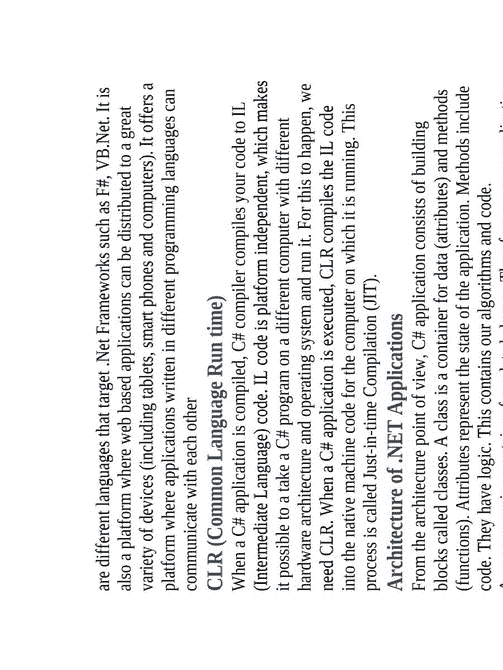 are different languages that target .Net Frameworks such as F#, VB.Net. It is
also a platform where web based applications can be distributed to a great
variety of devices (including tablets, smart phones and computers). It offers a
platform where applications written in different programming languages can
communicate with each other
CLR (Common Language Run time)
When a C# application is compiled, C# compiler compiles your code to IL
(Intermediate Language) code. IL code is platform independent, which makes
it possible to a take a C# program on a different computer with different
hardware architecture and operating system and run it. For this to happen, we
need CLR. When a C# application is executed, CLR compiles the IL code
into the native machine code for the computer on which it is running. This
process is called Just-in-time Compilation (JIT).
Architecture of .NET Applications
From the architecture point of view, C# application consists of building
blocks called classes. A class is a container for data (attributes) and methods
(functions). Attributes represent the state of the application. Methods include
code. They have logic. This contains our algorithms and code.